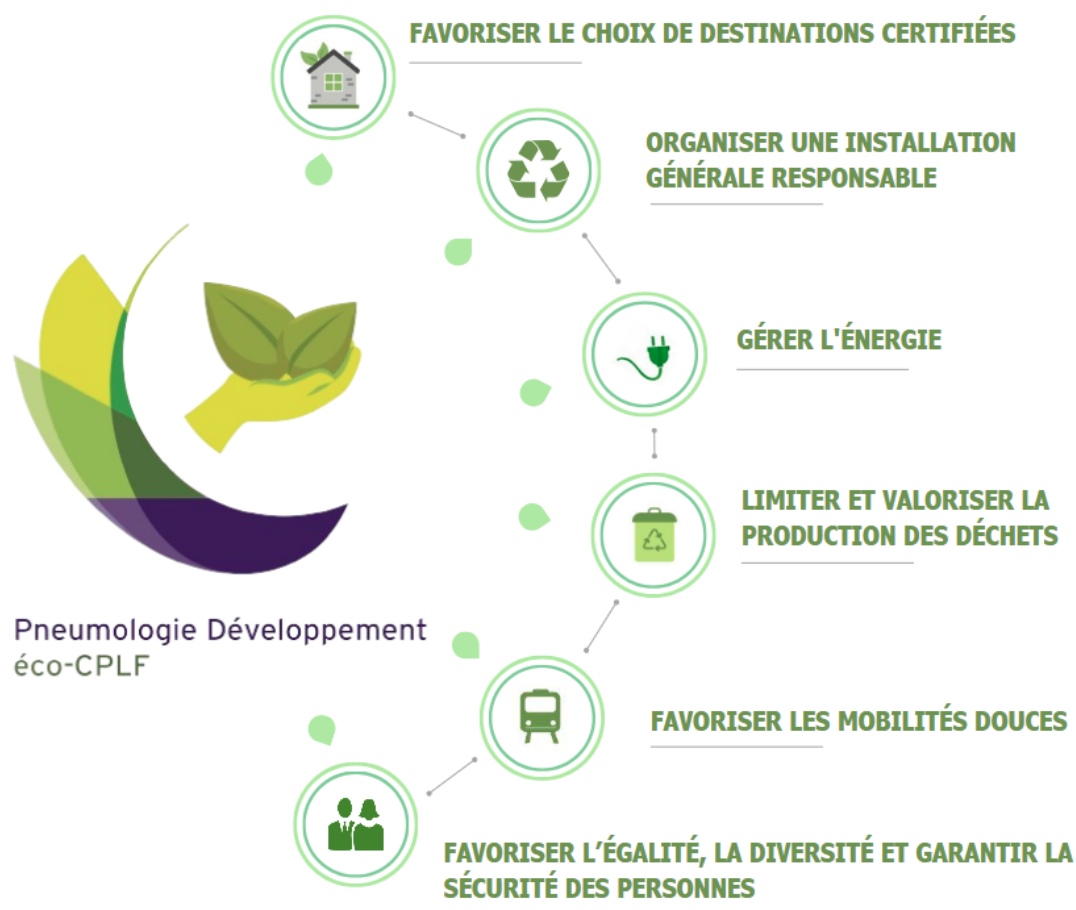 FAVORISER LE CHOIX DE DESTINATIONS CERTIFIÉES
ORGANISER UNE INSTALLATION
GÉNÉRALE RESPONSABLE
GÉRER L'ÉNERGIE
LIMITER ET VALORISER LA
PRODUCTION DES DÉCHETS
Pneumologie Développement
éco-CPLF
FAVORISER LES MOBILITÉS DOUCES
FAVORISER L’ÉGALITÉ, LA DIVERSITÉ ET GARANTIR LA
SÉCURITÉ DES PERSONNES